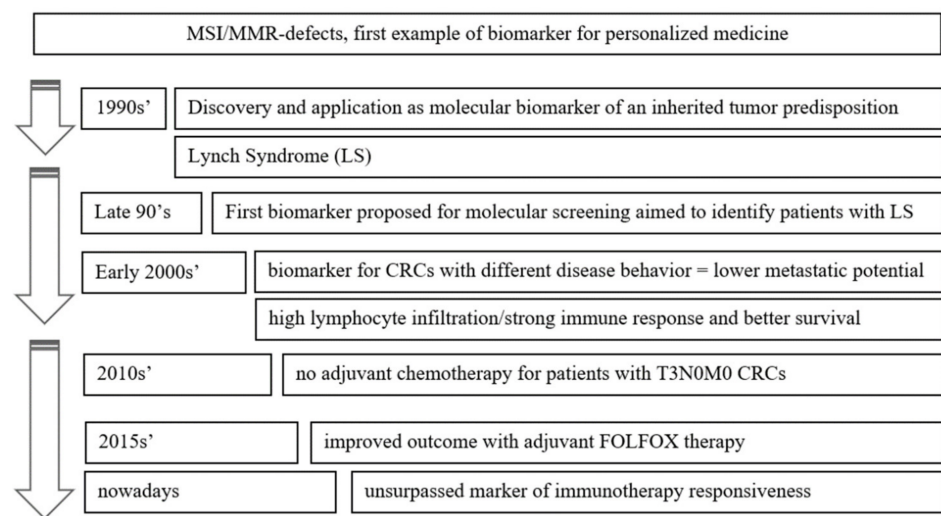 MSI/MMR-defects, first example of biomarker for personalized medicine
1990s’ Discovery and application as molecular biomarker of an inherited tumor predisposition
Lynch Syndrome (LS)
Late 90’s First biomarker proposed for molecular screening aimed to identify patients with LS
Early 2000s’ biomarker for CRCs with different disease behavior = lower metastatic potential
high lymphocyte infiltration/strong immune response and better survival
2010s’ no adjuvant chemotherapy for patients with T3N0M0 CRCs
2015s’ improved outcome with adjuvant FOLFOX therapy
nowadays unsurpassed marker of immunotherapy responsiveness